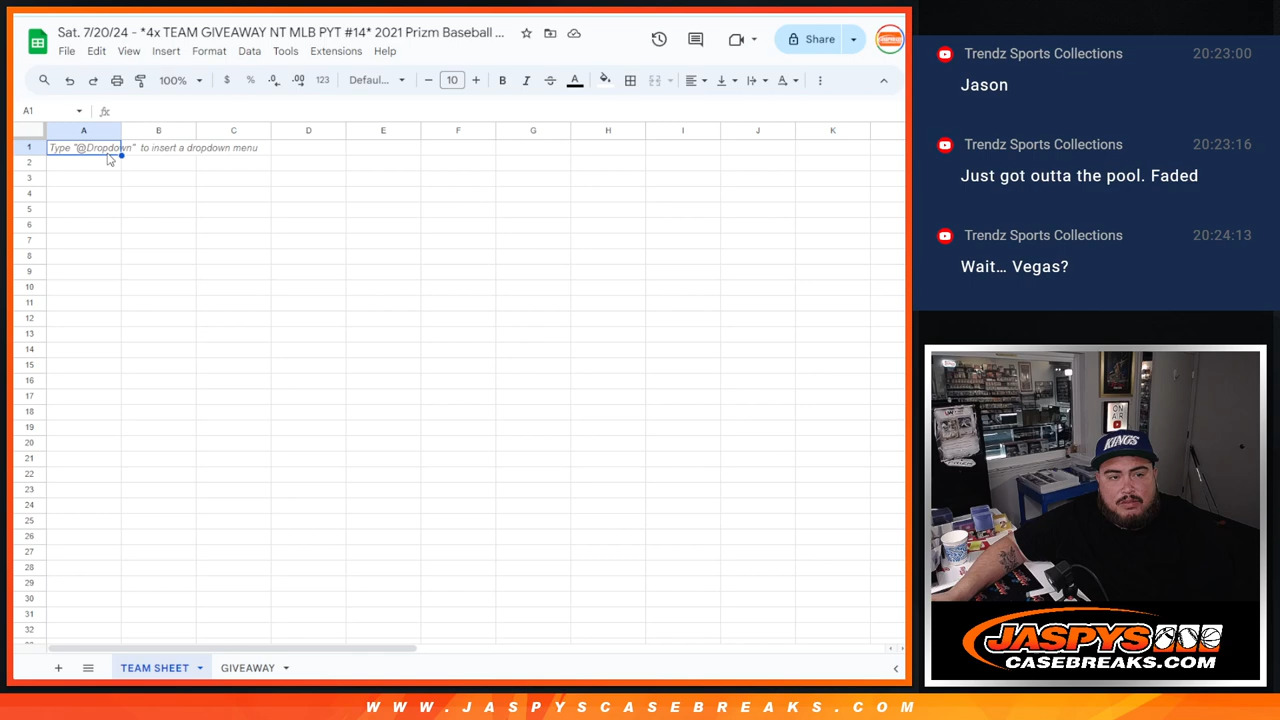 Sat. 7/20/24 - *4x TEAM GIVEAWAY NT MLB PYT #14* 2021 Prizm Baseball ...
File Edit View Insert Format Data Tools Extensions Help
Share
100% $ % .0 .00 123 Defaul... 10 B I A
A1 fx
A B C D E F G H I J K
1 Type "@Dropdown" to insert a dropdown menu
2
3
4
5
6
7
8
9
10
11
12
13
14
15
16
17
18
19
20
21
22
23
24
25
26
27
28
29
30
31
32
TEAM SHEET GIVEAWAY
Trendz Sports Collections 20:23:00
Jason
Trendz Sports Collections 20:23:16
Just got outta the pool. Faded
Trendz Sports Collections 20:24:13
Wait... Vegas?
ON AIR
KINGS
PRIZM
JASPYS
CASEBREAKS.COM
WWW.JASPYSCASEBREAKS.COM